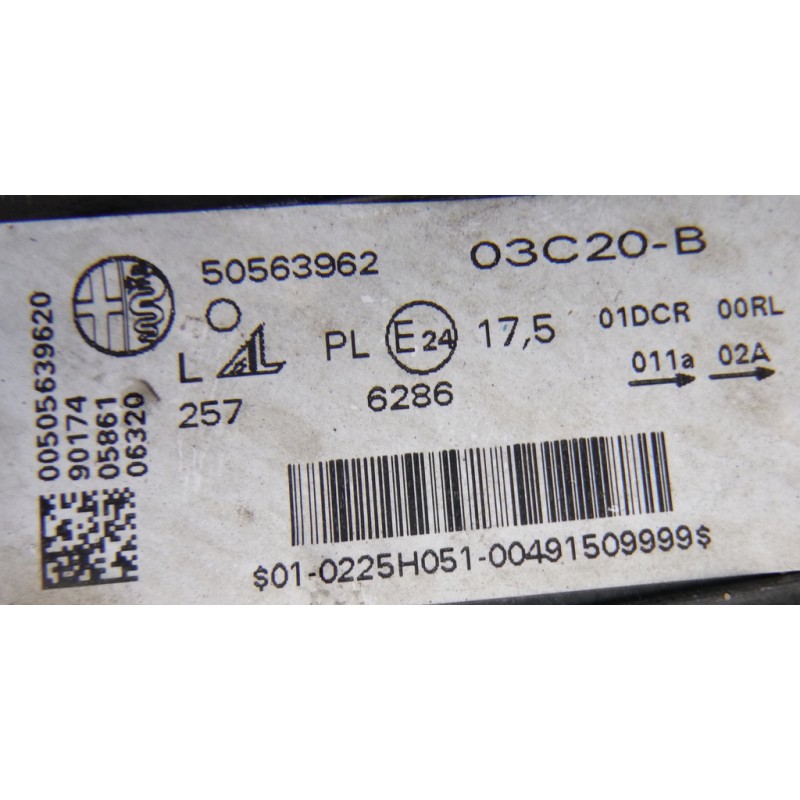 50563962
03C20-B
L
PL E24 17,5
01DCR 00RL
257
6286
011a 02A
00505639620
90174
05861
06320
$01-0225H051-00491509999$